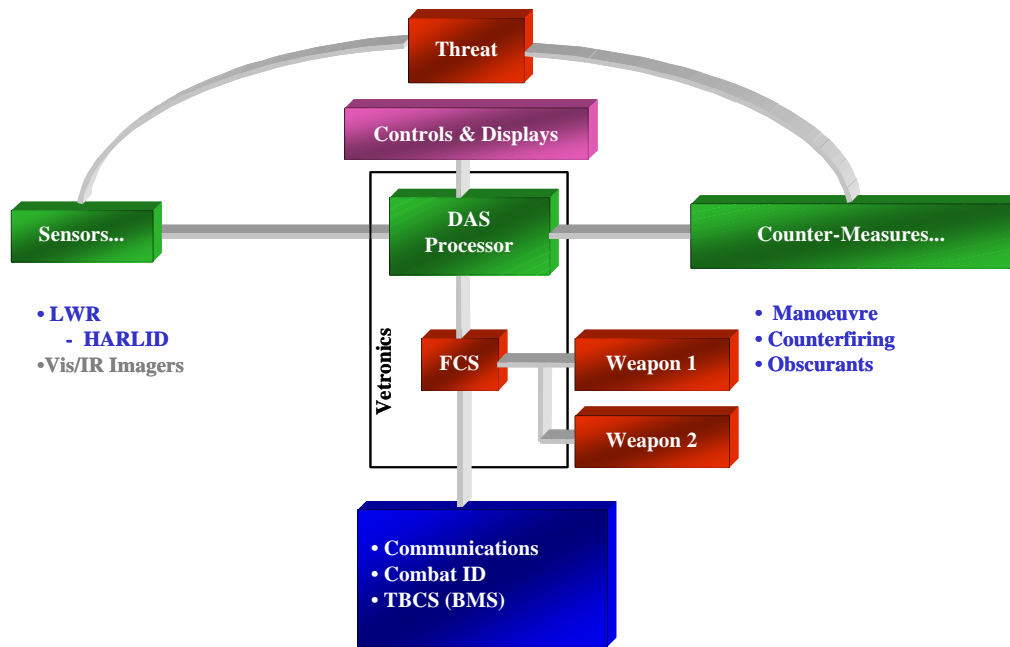 Threat
Controls & Displays
Sensors...
DAS
Processor
Counter-Measures...
• LWR
- HARLID
• Vis/IR Imagers
• Manoeuvre
• Counterfiring
• Obscurants
Vetronics
FCS
Weapon 1
Weapon 2
• Communications
• Combat ID
• TBCS (BMS)